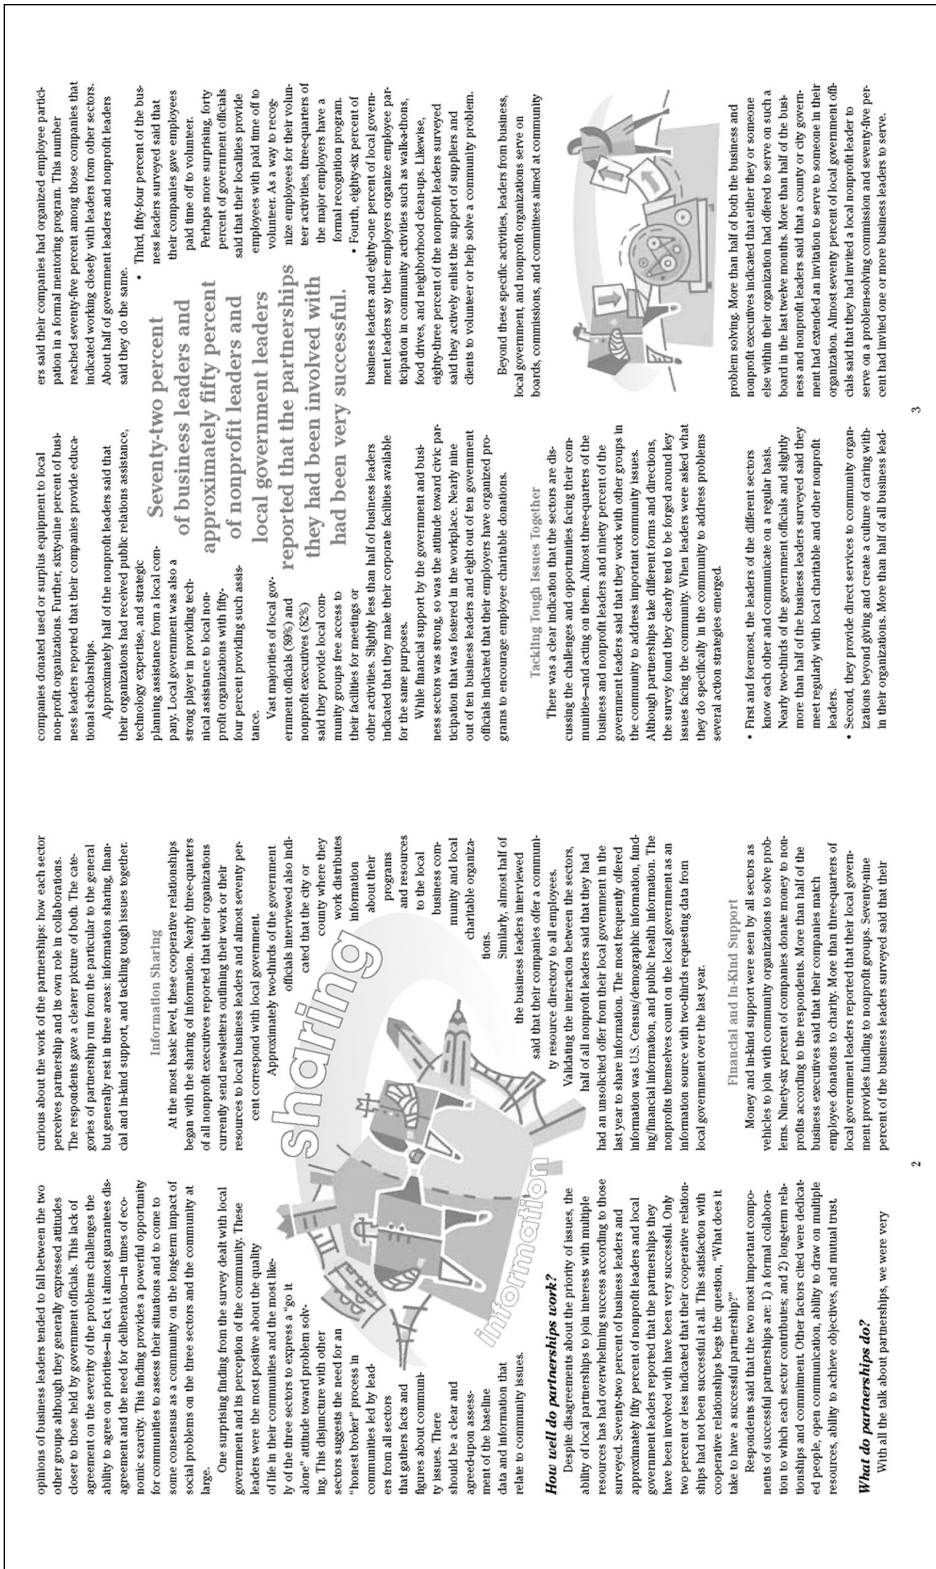 opinions of business leaders tended to fall between the two
other groups although they generally expressed attitudes
closer to those held by government officials. This lack of
agreement on the severity of the problems challenges the
ability to agree on priorities—in fact, it almost guarantees dis-
agreement and the need for deliberation—in times of eco-
nomic scarcity. This finding provides a powerful opportunity
for communities to assess their situations and to come to
some consensus as a community on the long-term impact of
social problems on the three sectors and the community at
large.
One surprising finding from the survey dealt with local
government and its perception of the community. These
leaders were the most positive about the quality
of life in their communities and the most like-
ly of the three sectors to express a "go it
alone" attitude toward problem solv-
ing. This disjuncture with other
sectors suggests the need for an
"honest broker" process in
communities led by lead-
ers from all sectors
that gathers facts and
figures about communi-
ty issues. There
should be a clear and
agreed-upon assess-
ment of the baseline
data and information that
relate to community issues.
How well do partnerships work?
Despite disagreements about the priority of issues, the
ability of local partnerships to join interests with multiple
resources has had overwhelming success according to those
surveyed. Seventy-two percent of business leaders and
approximately fifty percent of nonprofit leaders and local
government leaders reported that the partnerships they
have been involved with have been very successful. Only
two percent or less indicated that their cooperative relation-
ships had not been successful at all. This satisfaction with
cooperative relationships begs the question, "What does it
take to have a successful partnership?"
Respondents said that the two most important compo-
nents of successful partnerships are: 1) a formal collabora-
tion to which each sector contributes; and 2) long-term rela-
tionships and commitment. Other factors cited were dedicat-
ed people, open communication, ability to draw on multiple
resources, ability to achieve objectives, and mutual trust.
What do partnerships do?
With all the talk about partnerships, we were very
curious about the work of the partnerships: how each sector
perceives partnership and its own role in collaborations.
The respondents gave a clearer picture of both. The cate-
gories of partnership run from the particular to the general
but generally rest in three areas: information sharing, finan-
cial and in-kind support, and tackling tough issues together.
Information Sharing
At the most basic level, these cooperative relationships
began with the sharing of information. Nearly three-quarters
of all nonprofit executives reported that their organizations
currently send newsletters outlining their work or their
resources to local business leaders and almost seventy per-
cent correspond with local government.
Approximately two-thirds of the government
officials interviewed also indi-
cated that the city or
county where they
work distributes
information
about their
programs
and resources
to the local
business com-
munity and local
charitable organiza-
tions.
Similarly, almost half of
the business leaders interviewed
said that their companies offer a communi-
ty resource directory to all employees.
Validating the interaction between the sectors,
half of all nonprofit leaders said that they had
had an unsolicited offer from their local government in the
last year to share information. The most frequently offered
information was U.S. Census/demographic information, fund-
ing/financial information, and public health information. The
nonprofits themselves count on the local government as an
information source with two-thirds requesting data from
local government over the last year.
Financial and In-Kind Support
Money and in-kind support were seen by all sectors as
vehicles to join with community organizations to solve prob-
lems. Ninety-six percent of companies donate money to non-
profits according to the respondents. More than half of the
business executives said that their companies match
employee donations to charity. More than three-quarters of
local government leaders reported that their local govern-
ment provides funding to nonprofit groups. Seventy-nine
percent of the business leaders surveyed said that their
sharing
information
2
companies donated used or surplus equipment to local
non-profit organizations. Further, sixty-nine percent of busi-
ness leaders reported that their companies provide educa-
tional scholarships.
Approximately half of the nonprofit leaders said that
their organizations had received public relations assistance,
technology expertise, and strategic
planning assistance from a local com-
pany. Local government was also a
strong player in providing tech-
nical assistance to local non-
profit organizations with fifty-
four percent providing such assis-
tance.
Vast majorities of local gov-
ernment officials (89%) and
nonprofit executives (82%)
said they provide local com-
munity groups free access to
their facilities for meetings or
other activities. Slightly less than half of business leaders
indicated that they make their corporate facilities available
for the same purposes.
While financial support by the government and busi-
ness sectors was strong, so was the attitude toward civic par-
ticipation that was fostered in the workplace. Nearly nine
out of ten business leaders and eight out of ten government
officials indicated that their employers have organized pro-
grams to encourage employee charitable donations.
Tackling Tough Issues Together
There was a clear indication that the sectors are dis-
cussing the challenges and opportunities facing their com-
munities—and acting on them. Almost three-quarters of the
business and nonprofit leaders and ninety percent of the
government leaders said that they work with other groups in
the community to address important community issues.
Although partnerships take different forms and directions,
the survey found they clearly tend to be forged around key
issues facing the community. When leaders were asked what
they do specifically in the community to address problems
several action strategies emerged.
• First and foremost, the leaders of the different sectors
know each other and communicate on a regular basis.
Nearly two-thirds of the government officials and slightly
more than half of the business leaders surveyed said they
meet regularly with local charitable and other nonprofit
leaders.
• Second, they provide direct services to community organ-
izations beyond giving and create a culture of caring with-
in their organizations. More than half of all business lead-
Seventy-two percent
of business leaders and
approximately fifty percent
of nonprofit leaders and
local government leaders
reported that the partnerships
they had been involved with
had been very successful.
ers said their companies had organized employee partici-
pation in a formal mentoring program. This number
reached seventy-five percent among those companies that
indicated working closely with leaders from other sectors.
About half of government leaders and nonprofit leaders
said they do the same.
• Third, fifty-four percent of the bus-
ness leaders surveyed said that
their companies gave employees
paid time off to volunteer.
Perhaps more surprising, forty
percent of government officials
said that their localities provide
employees with paid time off to
volunteer. As a way to recog-
nize employees for their volun-
teer activities, three-quarters of
the major employers have a
formal recognition program.
• Fourth, eighty-six percent of
business leaders and eighty-one percent of local govern-
ment leaders say their employers organize employee par-
ticipation in community activities such as walk-a-thons,
food drives, and neighborhood clean-ups. Likewise,
eighty-three percent of the nonprofit leaders surveyed
said they actively enlist the support of suppliers and
clients to volunteer or help solve a community problem.
Beyond these specific activities, leaders from business,
local government, and nonprofit organizations serve on
boards, commissions, and committees aimed at community
problem solving. More than half of both the business and
nonprofit executives indicated that either they or someone
else within their organization had offered to serve on such a
board in the last twelve months. More than half of the busi-
ness and nonprofit leaders said that a county or city govern-
ment had extended an invitation to serve to someone in their
organization. Almost seventy percent of local government offi-
cials said that they had invited a local nonprofit leader to
serve on a problem-solving commission and seventy-five per-
cent had invited one or more business leaders to serve.
3